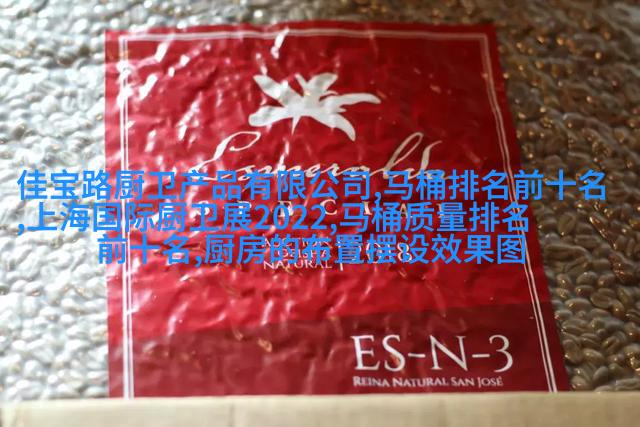 Esmeralda
佳宝路厨卫产品有限公司,马桶排名前十名
,上海国际厨卫展2022,马桶质量排名
前十名,厨房的布置摆设效果图
NATURAL
ES-N-3
REINA NATURAL SAN JOSÉ